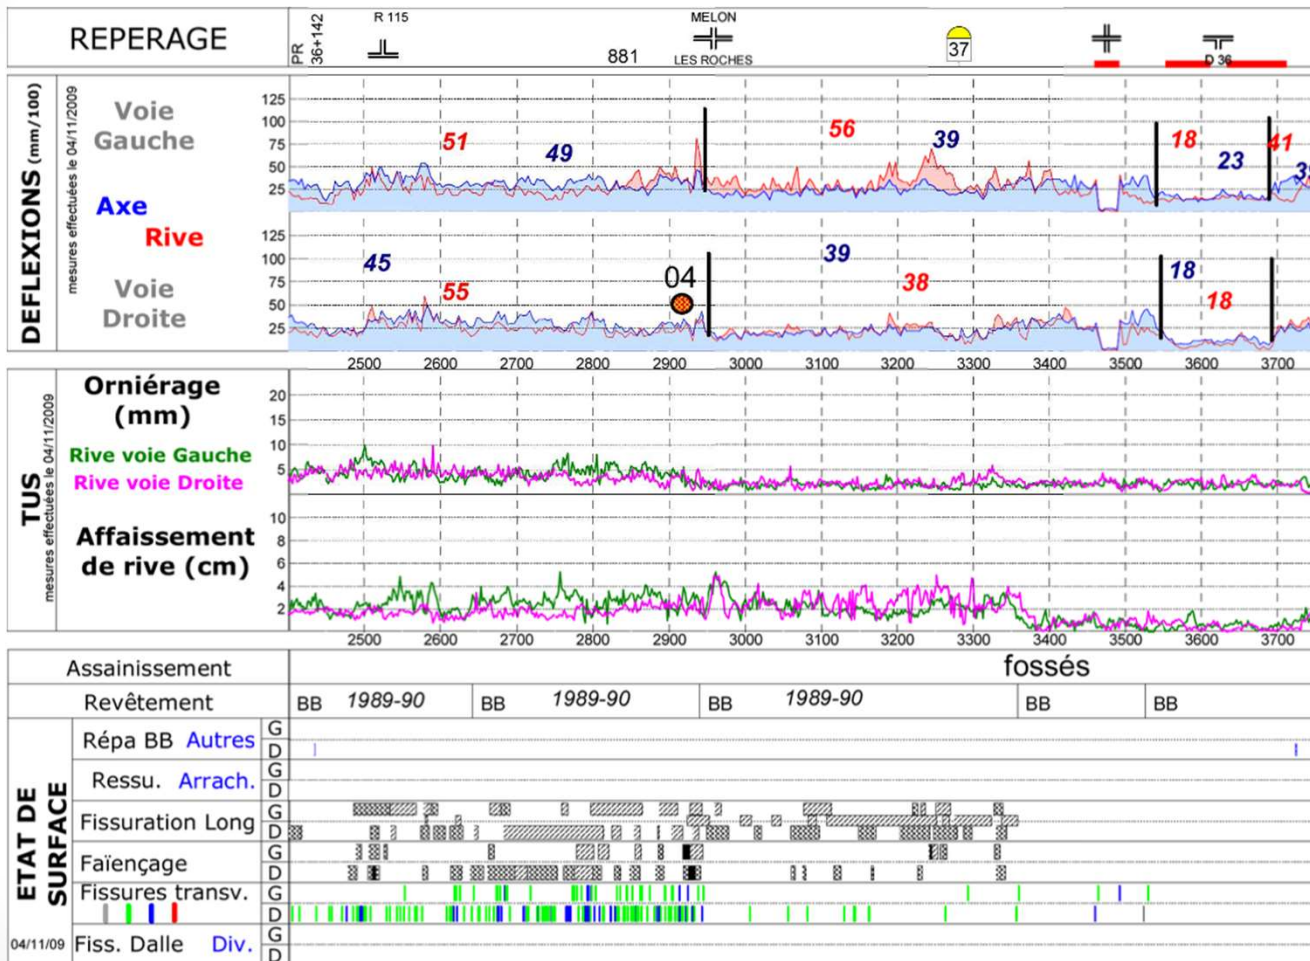 REPERAGE
PR
36+142
R 115
881
MELON
LES ROCHES
37
D 36
DEFLEXIONS (mm/100)
mesures effectuées le 04/11/2009
Voie
Gauche
Axe
Rive
Voie
Droite
125
100
75
50
25
51
49
56
39
18
23
41
125
100
75
50
25
45
55
04
39
38
18
18
2500 2600 2700 2800 2900 3000 3100 3200 3300 3400 3500 3600 3700
TUS
mesures effectuées le 04/11/2009
Orniérage
(mm)
Rive voie Gauche
Rive voie Droite
20
15
10
5
Affaissement
de rive (cm)
10
8
6
4
2
2500 2600 2700 2800 2900 3000 3100 3200 3300 3400 3500 3600 3700
Assainissement
fossés
Revêtement
BB 1989-90 BB 1989-90 BB 1989-90 BB BB
ETAT DE
SURFACE
04/11/09
Répa BB Autres
G
D
Ressu. Arrach.
G
D
Fissuration Long
G
D
Faïençage
G
D
Fissures transv.
G
D
Fiss. Dalle Div.
G
D